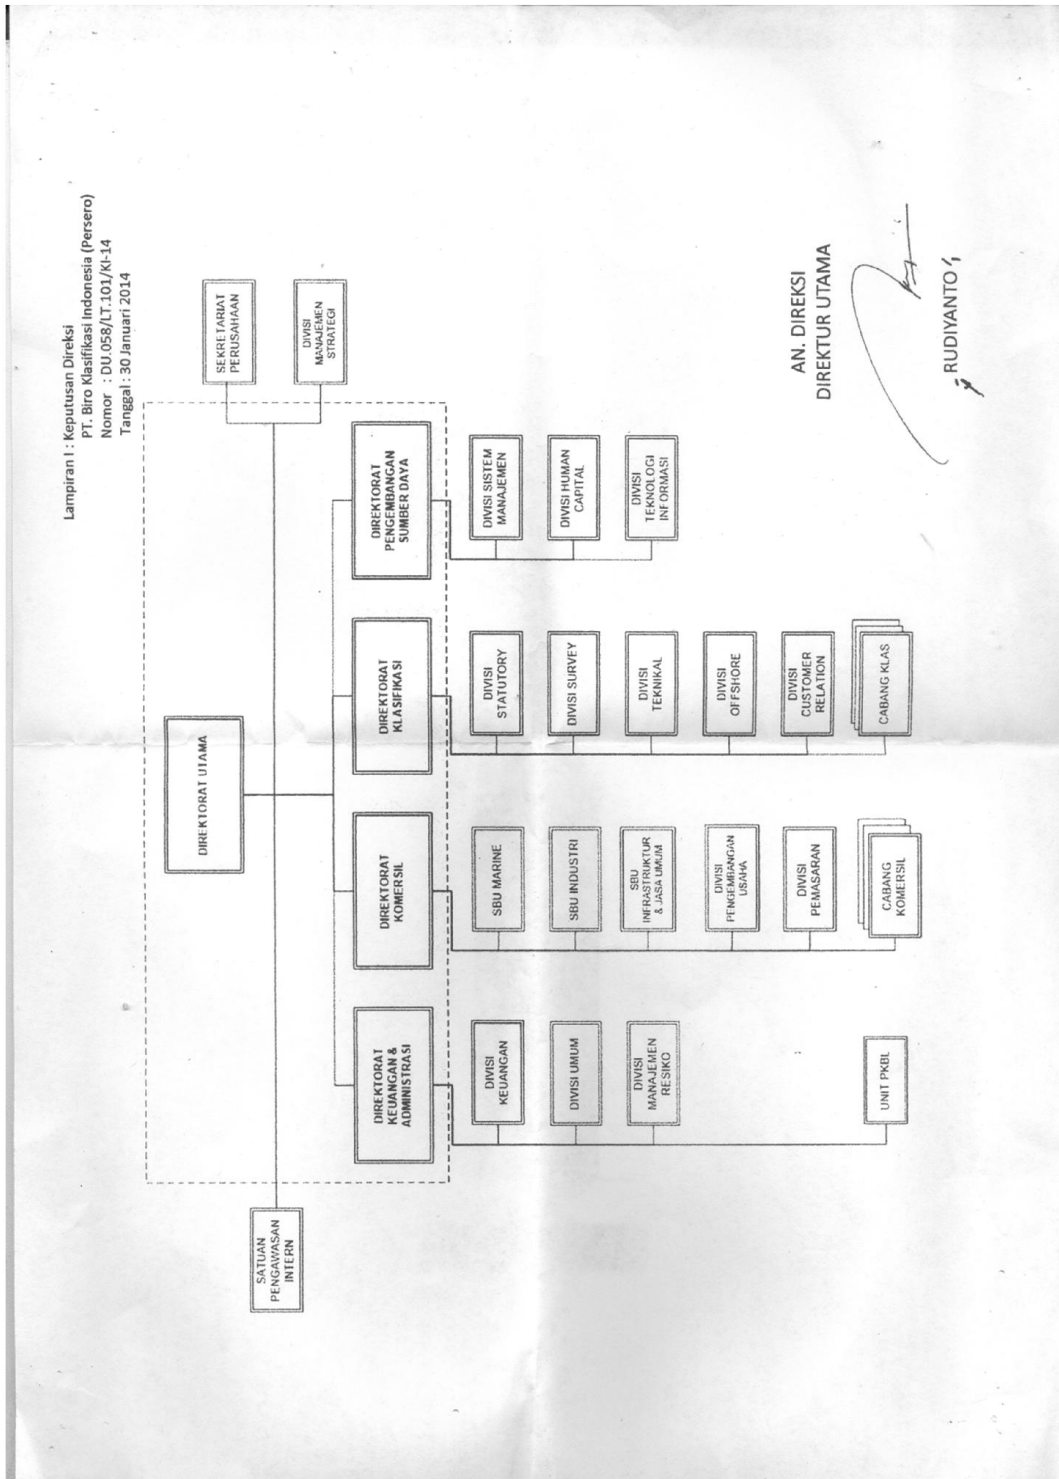 Lampiran I : Keputusan Direksi
PT. Biro Klasifikasi Indonesia (Persero)
Nomor : DU.058/LT.101/KI-14
Tanggal : 30 Januari 2014
DIREKTORAT UTAMA
SATUAN
PENGAWASAN
INTERN
SEKRETARIAT
PERUSAHAAN
DIVISI
MANAJEMEN
STRATEGI
DIREKTORAT
KEUANGAN &
ADMINISTRASI
DIREKTORAT
KOMERSIL
DIREKTORAT
KLASIFIKASI
DIREKTORAT
PENGEMBANGAN
SUMBER DAYA
DIVISI
KEUANGAN
DIVISI UMUM
DIVISI
MANAJEMEN
RESIKO
UNIT PKBL
SBU MARINE
SBU INDUSTRI
SBU
INFRASTRUKTUR
& JASA UMUM
DIVISI
PENGEMBANGAN
USAHA
DIVISI
PEMASARAN
CABANG
KOMERSIL
DIVISI
STATUTORY
DIVISI SURVEY
DIVISI
TEKNIKAL
DIVISI
OFFSHORE
DIVISI
CUSTOMER
RELATION
CABANG KLAS
DIVISI SISTEM
MANAJEMEN
DIVISI HUMAN
CAPITAL
DIVISI
TEKNOLOGI
INFORMASI
AN. DIREKSI
DIREKTUR UTAMA
RUDIYANTO